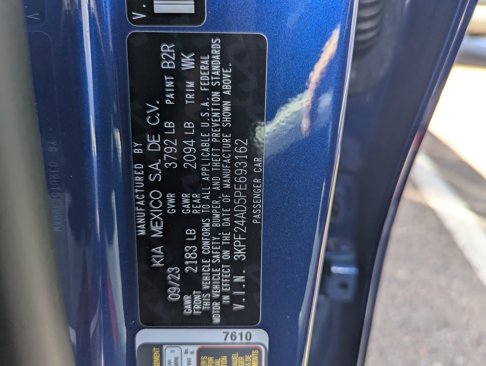 MANUFACTURED BY
KIA MEXICO S.A. DE C.V.
09/23 GVWR 3792 LB PAINT B2R
GAWR FRONT 2183 LB GAWR REAR 2094 LB TRIM WK
THIS VEHICLE CONFORMS TO ALL APPLICABLE U.S.A. FEDERAL
MOTOR VEHICLE SAFETY, BUMPER, AND THEFT PREVENTION STANDARDS
IN EFFECT ON THE DATE OF MANUFACTURE SHOWN ABOVE.
V.I.N. 3KPF24AD5PE693162
PASSENGER CAR
7610
V.